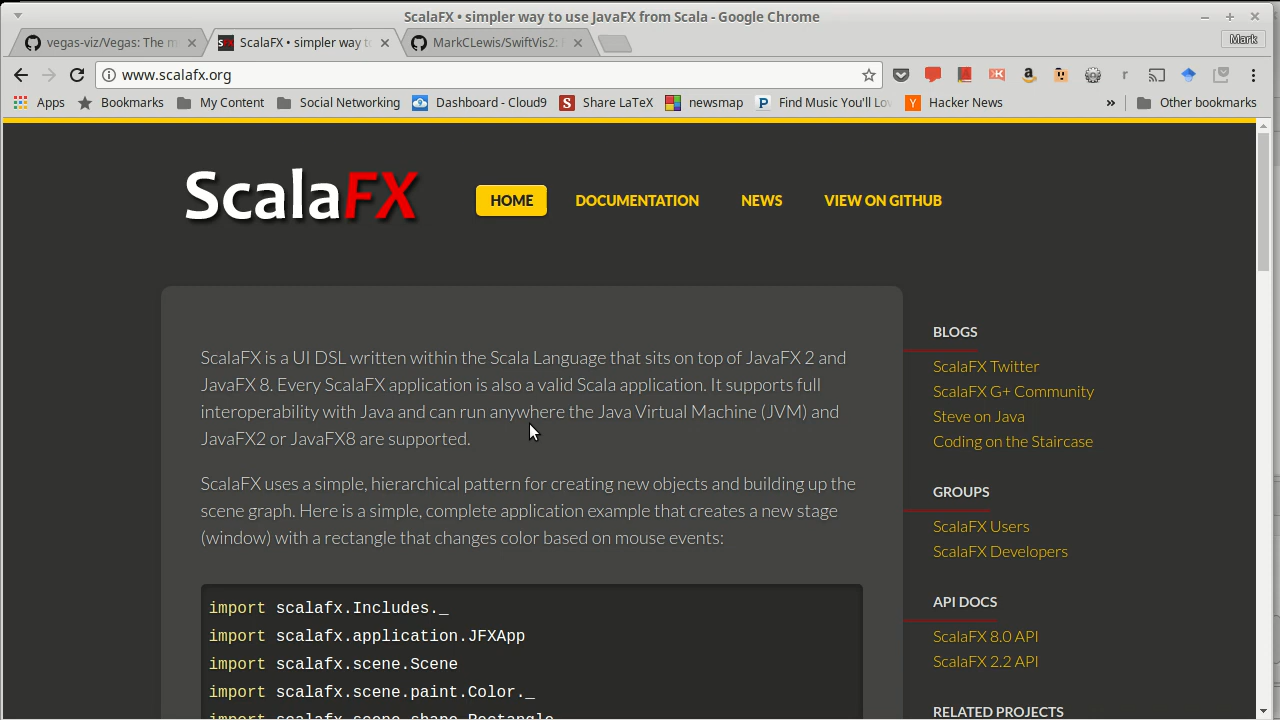 ScalaFX • simpler way to use JavaFX from Scala - Google Chrome
vegas-viz/Vegas: The m
ScalaFX • simpler way to
MarkCLewis/SwiftVis2:
Mark
www.scalafx.org
Apps
Bookmarks
My Content
Social Networking
Dashboard - Cloud9
Share LaTeX
newsmap
Find Music You'll Lov
Hacker News
»
Other bookmarks
ScalaFX
HOME
DOCUMENTATION
NEWS
VIEW ON GITHUB
ScalaFX is a UI DSL written within the Scala Language that sits on top of JavaFX 2 and
JavaFX 8. Every ScalaFX application is also a valid Scala application. It supports full
interoperability with Java and can run anywhere the Java Virtual Machine (JVM) and
JavaFX2 or JavaFX8 are supported.
ScalaFX uses a simple, hierarchical pattern for creating new objects and building up the
scene graph. Here is a simple, complete application example that creates a new stage
(window) with a rectangle that changes color based on mouse events:
import scalafx.Includes._
import scalafx.application.JFXApp
import scalafx.scene.Scene
import scalafx.scene.paint.Color._
import scalafx.scene.shape.Rectangle
BLOGS
ScalaFX Twitter
ScalaFX G+ Community
Steve on Java
Coding on the Staircase
GROUPS
ScalaFX Users
ScalaFX Developers
API DOCS
ScalaFX 8.0 API
ScalaFX 2.2 API
RELATED PROJECTS